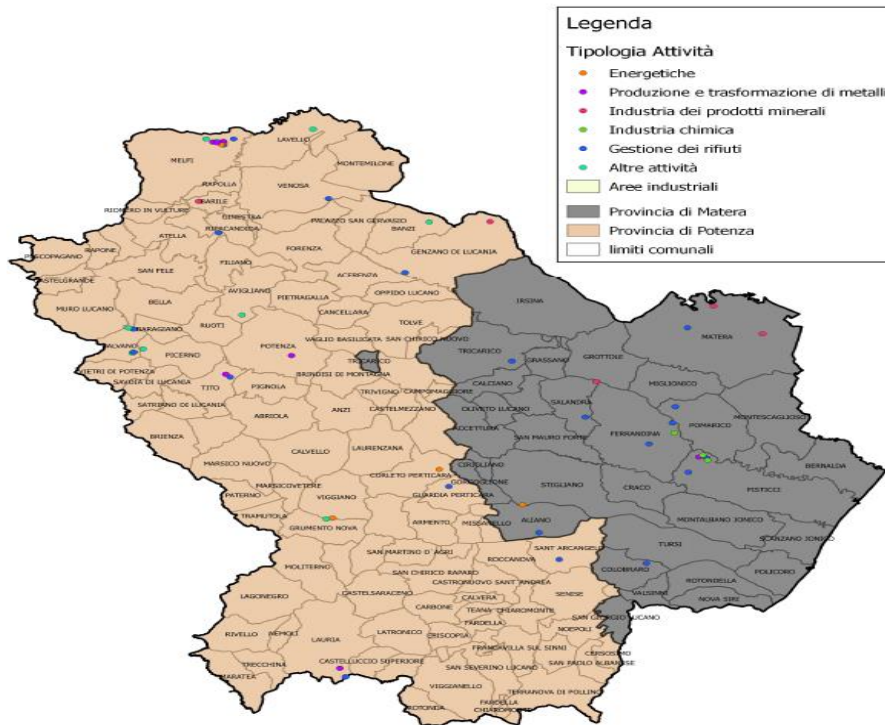 Legenda
Tipologia Attività
Energetiche
Produzione e trasformazione di metalli
Industria dei prodotti minerali
Industria chimica
Gestione dei rifiuti
Altre attività
Aree industriali
Provincia di Matera
Provincia di Potenza
limiti comunali
LAVELLO
MELFI
MONTEMILONE
RAPOLLA
VENOSA
BARILE
RIONERO IN VULTURE
GINESTRA
PALAZZO SAN GERVASIO
RIPACANDIDA
BANZI
ATELLA
FORENZA
GENZANO DI LUCANIA
RAPONE
PESCOPAGANO
FILIANO
SAN FELE
ACERENZA
CASTELGRANDE
AVIGLIANO
OPPIDO LUCANO
IRSINA
BELLA
PIETRAGALLA
MURO LUCANO
CANCELLARA
RUOTI
TOLVE
BARAGIANO
MATERA
VAGLIO BASILICATA
SAN CHIRICO NUOVO
BALVANO
POTENZA
PICERNO
TRICARICO
TRICARICO
GRASSANO
GROTTOLE
VIETRI DI POTENZA
BRINDISI DI MONTAGNA
SAVOIA DI LUCANIA
TITO
PIGNOLA
TRIVIGNO
CAMPOMAGGIORE
CALCIANO
MIGLIONICO
SATRIANO DI LUCANIA
ABRIOLA
ANZI
CASTELMEZZANO
OLIVETO LUCANO
SALANDRA
MONTESCAGLIOSO
ACCETTURA
POMARICO
BRIENZA
LAURENZANA
SAN MAURO FORTE
FERRANDINA
CALVELLO
MARSICO NUOVO
CIRIGLIANO
BERNALDA
CORLETO PERTICARA
GORGOGLIONE
STIGLIANO
CRACO
MARSICOVETERE
PISTICCI
PATERNO
VIGGIANO
GUARDIA PERTICARA
TRAMUTOLA
ALIANO
GRUMENTO NOVA
ARMENTO
MISSANELLO
MONTALBANO JONICO
SCANZANO JONICO
TURSI
SAN MARTINO D'AGRI
SANT ARCANGELO
ROCCANOVA
MOLITERNO
SAN CHIRICO RAPARO
COLOBRARO
POLICORO
CASTRONUOVO SANT ANDREA
ROTONDELLA
LAGONEGRO
CASTELSARACENO
CALVERA
SENISE
VALSINNI
NOVA SIRI
CARBONE
TEANA
CHIAROMONTE
FARDELLA
SAN GIORGIO LUCANO
NOEPOLI
RIVELLO
NEMOLI
LAURIA
LATRONICO
EPISCOPIA
FRANCAVILLA SUL SINNI
CERSOSIMO
TRECCHINA
CASTELLUCCIO SUPERIORE
SAN SEVERINO LUCANO
SAN PAOLO ALBANESE
MARATEA
VIGGIANELLO
TERRANOVA DI POLLINO
ROTONDA
FARDELLA
CHIAROMONTE